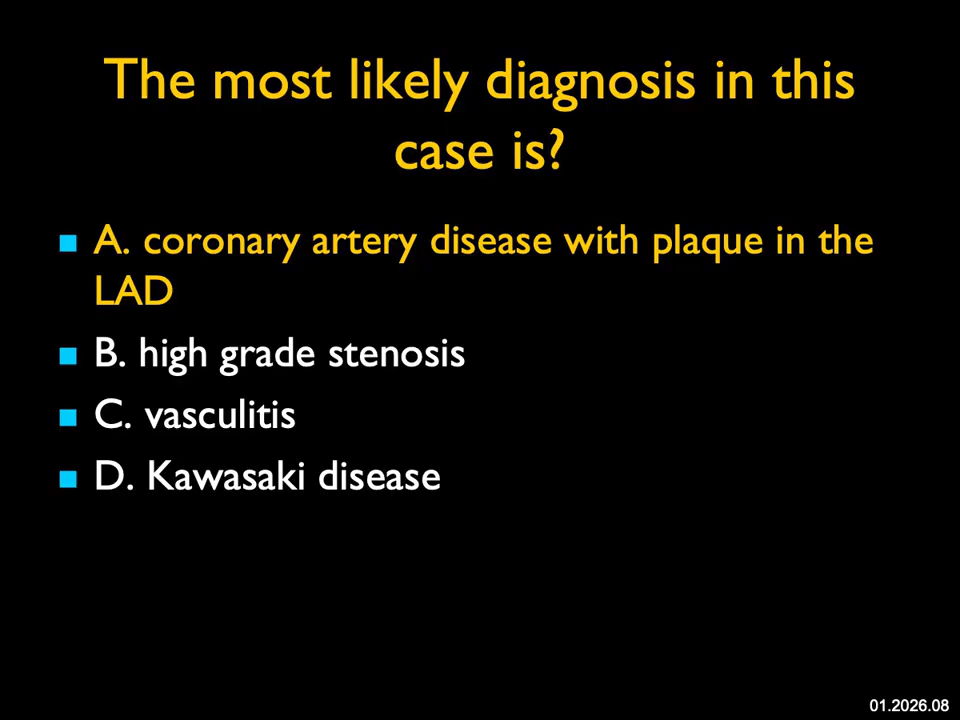 The most likely diagnosis in this
case is?
A. coronary artery disease with plaque in the
LAD
B. high grade stenosis
C. vasculitis
D. Kawasaki disease
01.2026.08